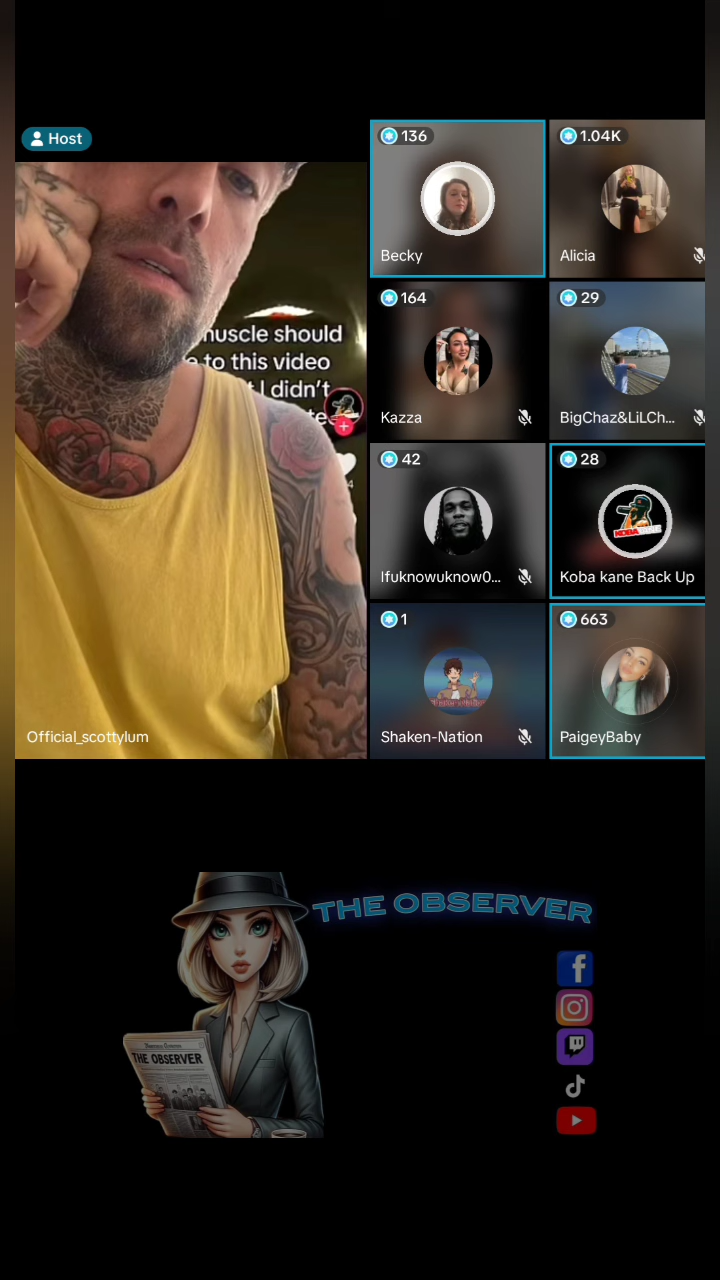 Host
136
Becky
1.04K
Alicia
muscle should
to this video
I didn't
164
Kazza
29
BigChaz&LiLCh...
42
Ifuknowuknow0...
28
KOBA
Koba kane Back Up
Official_scottylum
1
Shaken-Nation
663
PaigeyBaby
THE OBSERVER
THE OBSERVER